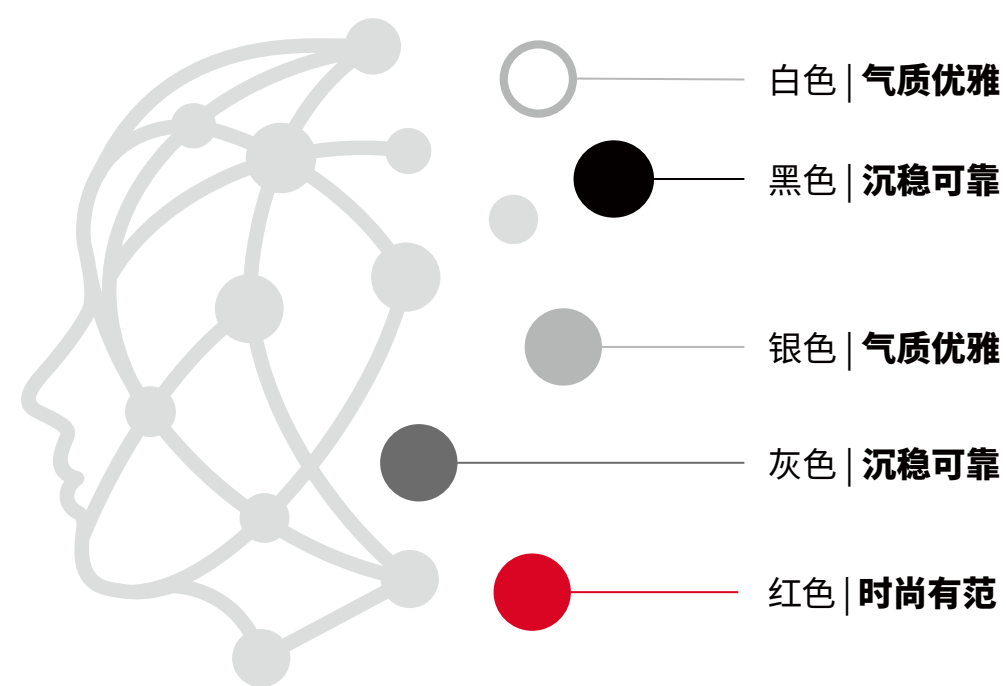 白色 | 气质优雅
黑色 | 沉稳可靠
银色 | 气质优雅
灰色 | 沉稳可靠
红色 | 时尚有范